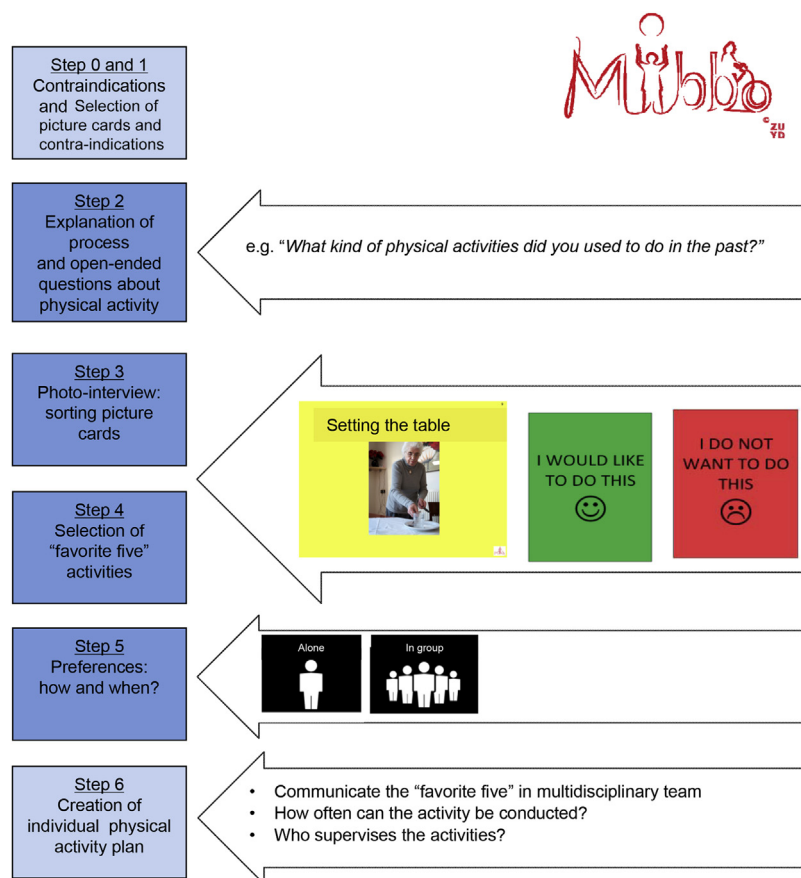 Mibbo
©ZU
YD
Step 0 and 1
Contraindications
and Selection of
picture cards and
contra-indications
Step 2
Explanation of
process
and open-ended
questions about
physical activity
e.g. “What kind of physical activities did you used to do in the past?”
Step 3
Photo-interview:
sorting picture
cards
Setting the table
I WOULD LIKE
TO DO THIS
I DO NOT
WANT TO DO
THIS
Step 4
Selection of
“favorite five”
activities
Step 5
Preferences:
how and when?
Alone
In group
Step 6
Creation of
individual physical
activity plan
• Communicate the “favorite five” in multidisciplinary team
• How often can the activity be conducted?
• Who supervises the activities?